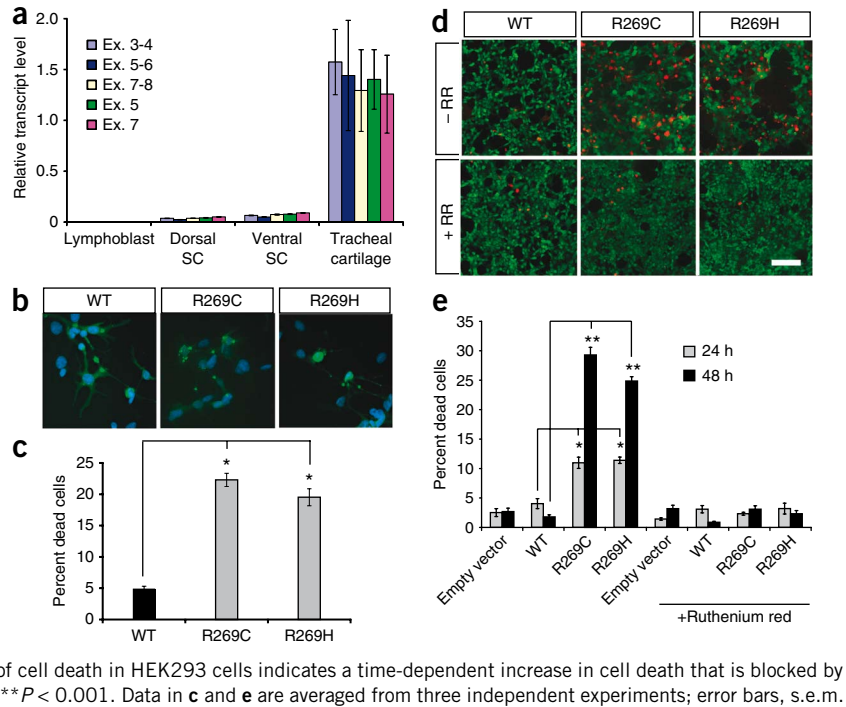 a
Relative transcript level
2.0
1.5
1.0
0.5
0
Ex. 3-4
Ex. 5-6
Ex. 7-8
Ex. 5
Ex. 7
Lymphoblast
Dorsal
SC
Ventral
SC
Tracheal
cartilage
b
WT
R269C
R269H
c
Percent dead cells
25
20
15
10
5
0
*
*
WT
R269C
R269H
d
WT
R269C
R269H
– RR
+ RR
e
Percent dead cells
35
30
25
20
15
10
5
0
24 h
48 h
**
**
*
*
Empty vector
WT
R269C
R269H
Empty vector
WT
R269C
R269H
+Ruthenium red
of cell death in HEK293 cells indicates a time-dependent increase in cell death that is blocked by
**P < 0.001. Data in c and e are averaged from three independent experiments; error bars, s.e.m.